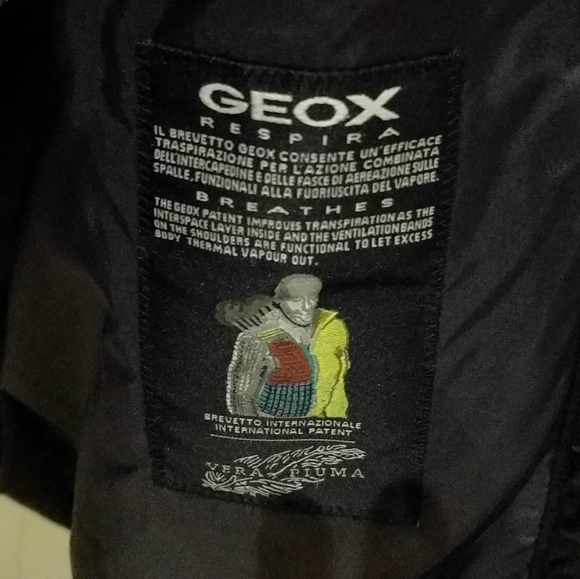 GEOX
RESPIRA
IL BREVETTO GEOX CONSENTE UN'EFFICACE
TRASPIRAZIONE PER L'AZIONE COMBINATA
DELL'INTERCAPEDINE E DELLE FASCE DI AEREAZIONE SULLE
SPALLE, FUNZIONALI ALLA FUORIUSCITA DEL VAPORE.
BREATHES
THE GEOX PATENT IMPROVES TRANSPIRATION AS THE
INTERSPACE LAYER INSIDE AND THE VENTILATION BANDS
ON THE SHOULDERS ARE FUNCTIONAL TO LET EXCESS
BODY THERMAL VAPOUR OUT.
BREVETTO INTERNAZIONALE
INTERNATIONAL PATENT
VERA PIUMA